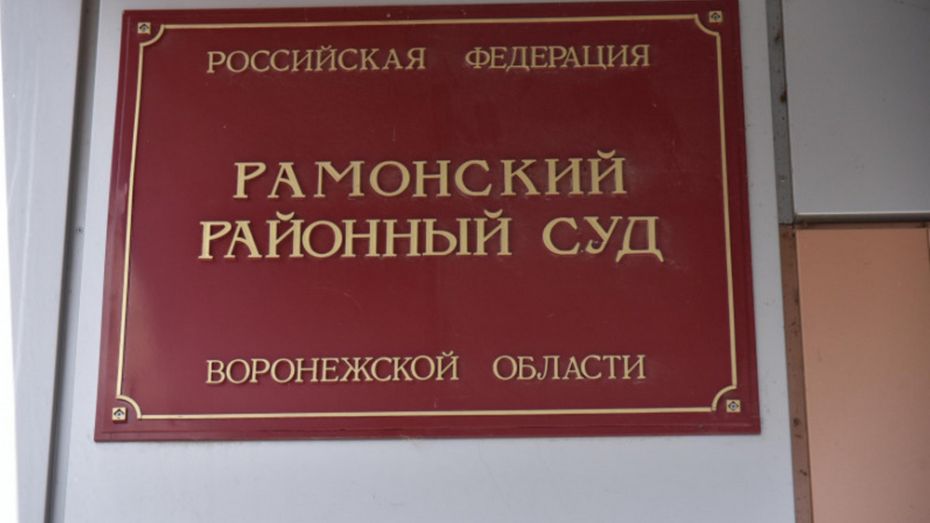 РОССИЙСКАЯ ФЕДЕРАЦИЯ
РАМОНСКИЙ
РАЙОННЫЙ СУД
ВОРОНЕЖСКОЙ ОБЛАСТИ